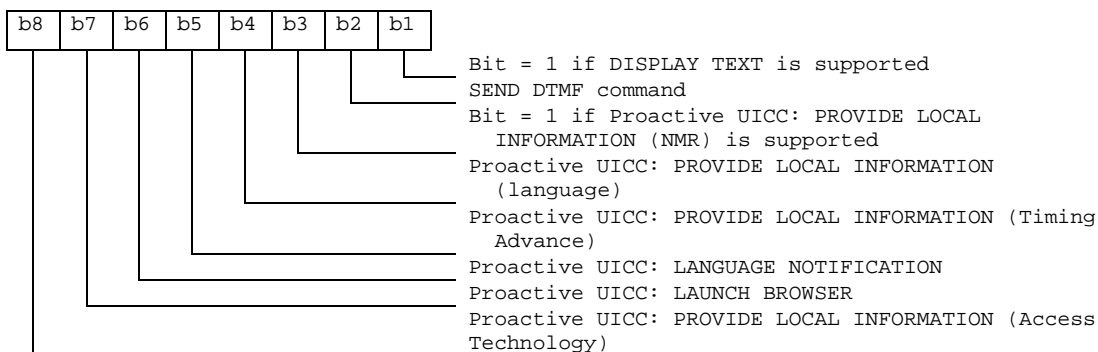 b8 b7 b6 b5 b4 b3 b2 b1
Bit = 1 if DISPLAY TEXT is supported
SEND DTMF command
Bit = 1 if Proactive UICC: PROVIDE LOCAL
INFORMATION (NMR) is supported
Proactive UICC: PROVIDE LOCAL INFORMATION
(language)
Proactive UICC: PROVIDE LOCAL INFORMATION (Timing
Advance)
Proactive UICC: LANGUAGE NOTIFICATION
Proactive UICC: LAUNCH BROWSER
Proactive UICC: PROVIDE LOCAL INFORMATION (Access
Technology)